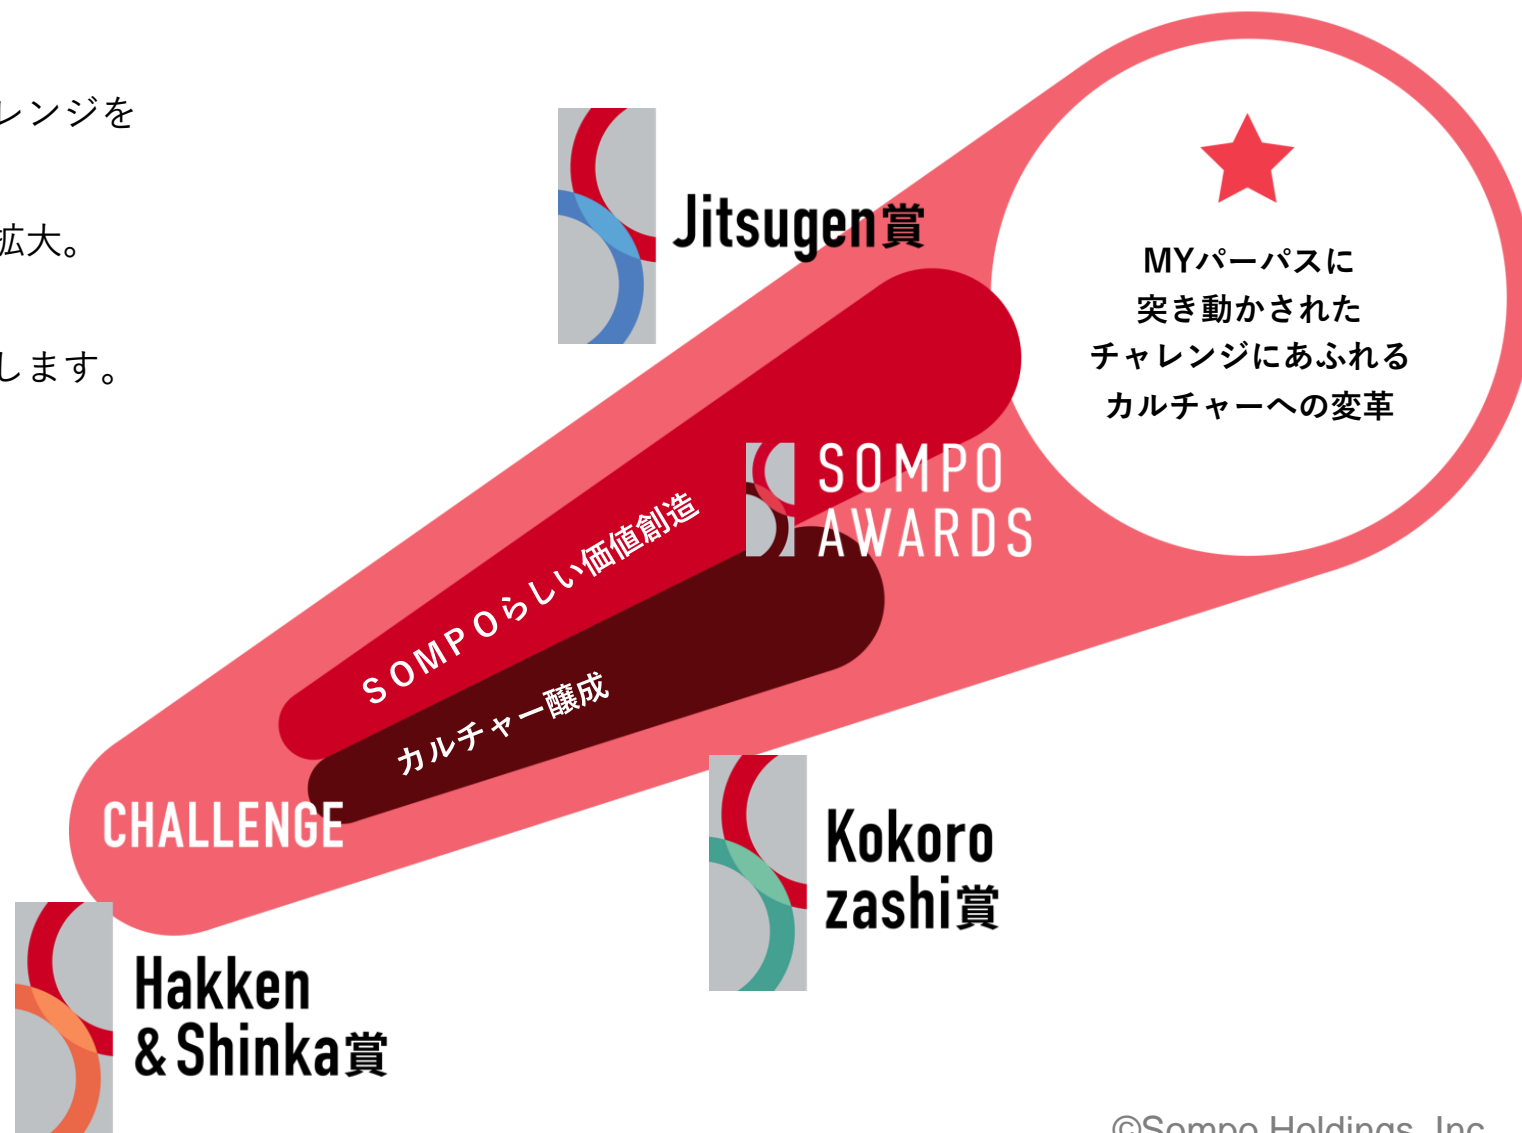 レンジを
拡大。
します。
Jitsugen賞
MYパーパスに
突き動かされた
チャレンジにあふれる
カルチャーへの変革
SOMPO
AWARDS
ＳＯＭＰＯらしい価値創造
カルチャー醸成
CHALLENGE
Kokoro
zashi賞
Hakken
& Shinka賞
©Sompo Holdings, Inc.